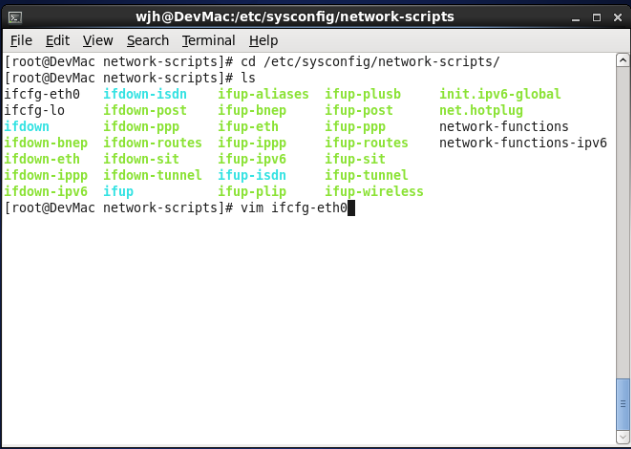 wjh@DevMac:/etc/sysconfig/network-scripts
File Edit View Search Terminal Help
[root@DevMac network-scripts]# cd /etc/sysconfig/network-scripts/
[root@DevMac network-scripts]# ls
ifcfg-eth0 ifdown-isdn ifup-aliases ifup-plusb init.ipv6-global
ifcfg-lo ifdown-post ifup-bnep ifup-post net.hotplug
ifdown ifdown-ppp ifup-eth ifup-ppp network-functions
ifdown-bnep ifdown-routes ifup-ippp ifup-routes network-functions-ipv6
ifdown-eth ifdown-sit ifup-ipv6 ifup-sit
ifdown-ippp ifdown-tunnel ifup-isdn ifup-tunnel
ifdown-ipv6 ifup ifup-plip ifup-wireless
[root@DevMac network-scripts]# vim ifcfg-eth0